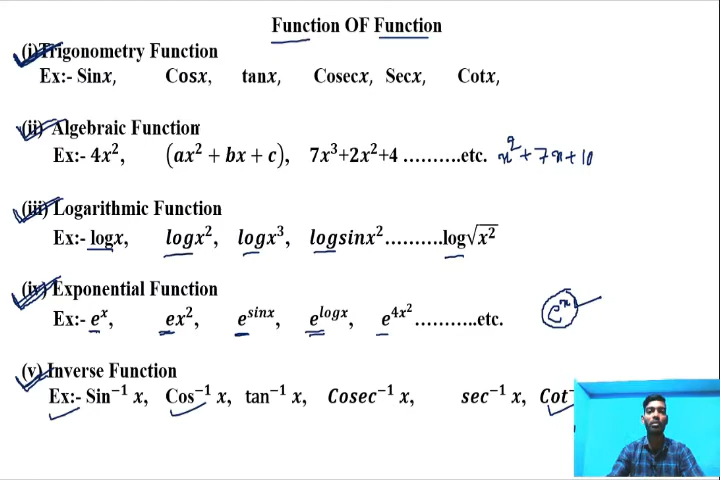 Function OF Function
(i) Trigonometry Function
Ex:- Sinx, Cosx, tanx, Cosecx, Secx, Cotx,
(ii) Algebraic Function
Ex:- 4x², (ax² + bx + c), 7x³+2x²+4 ..........etc. x² + 7x + 10
(iii) Logarithmic Function
Ex:- logx, logx², logx³, logsinx²..........log√x²
(iv) Exponential Function
Ex:- eˣ, ex², e^sinx, e^logx, e^4x²...........etc. eˣ
(v) Inverse Function
Ex:- Sin⁻¹ x, Cos⁻¹ x, tan⁻¹ x, Cosec⁻¹ x, sec⁻¹ x, Cot⁻